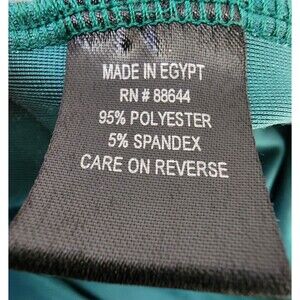 MADE IN EGYPT
RN # 88644
95% POLYESTER
5% SPANDEX
CARE ON REVERSE